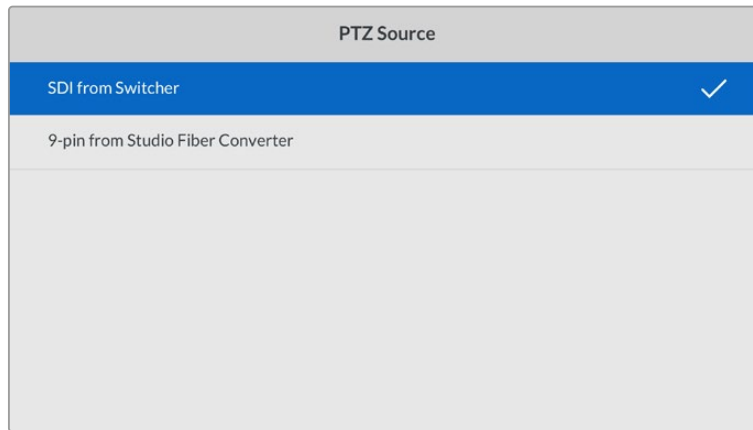 PTZ Source
SDI from Switcher
9-pin from Studio Fiber Converter